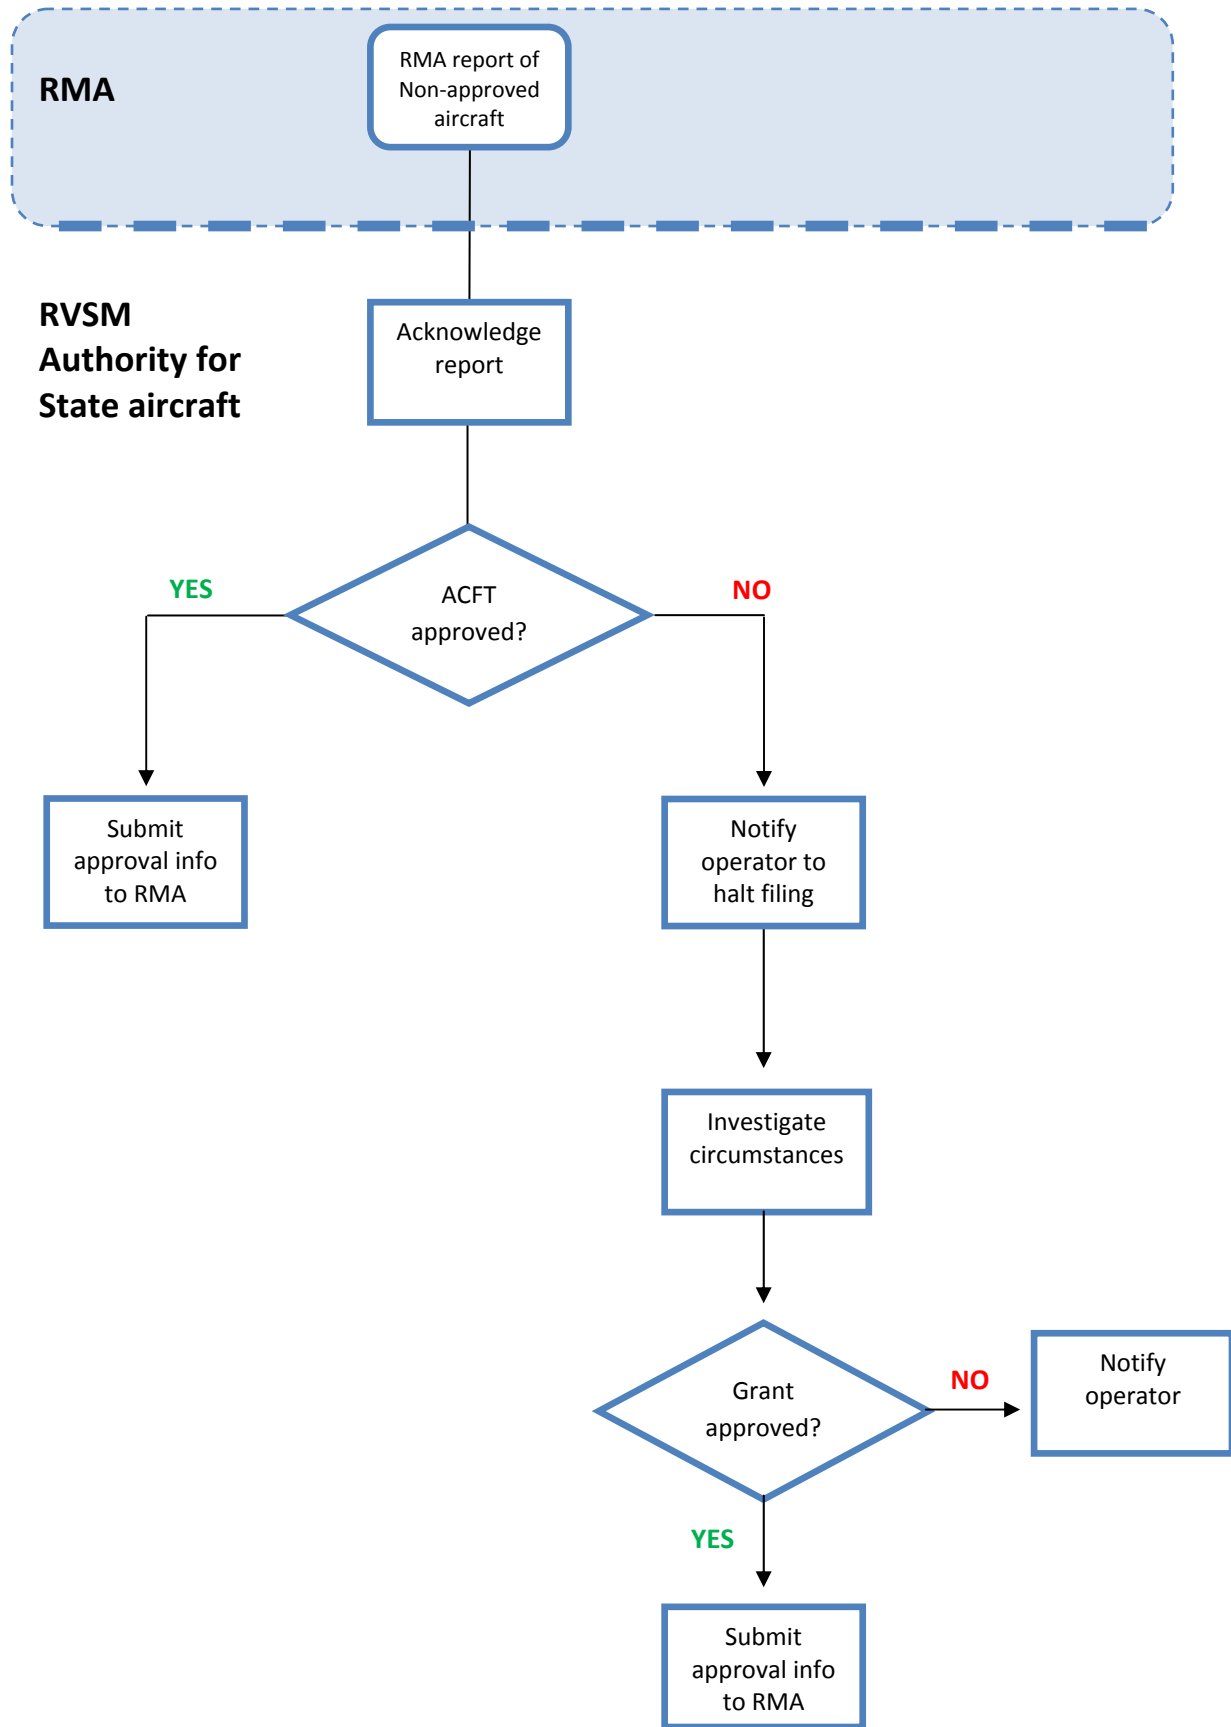 RMA
RMA report of
Non-approved
aircraft
RVSM
Authority for
State aircraft
Acknowledge
report
ACFT
approved?
YES
NO
Submit
approval info
to RMA
Notify
operator to
halt filing
Investigate
circumstances
Grant
approved?
NO
Notify
operator
YES
Submit
approval info
to RMA